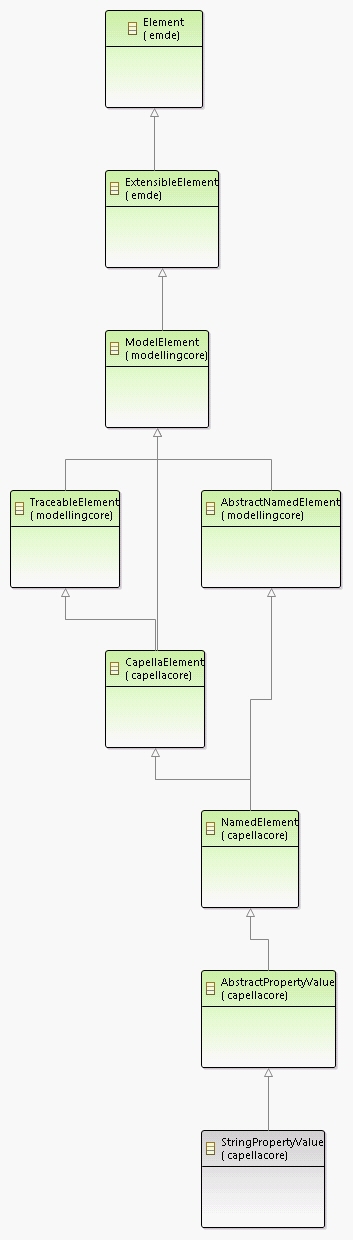 Element
( emde)
ExtensibleElement
( emde)
ModelElement
( modellingcore)
TraceableElement
( modellingcore)
AbstractNamedElement
( modellingcore)
CapellaElement
( capellacore)
NamedElement
( capellacore)
AbstractPropertyValue
( capellacore)
StringPropertyValue
( capellacore)